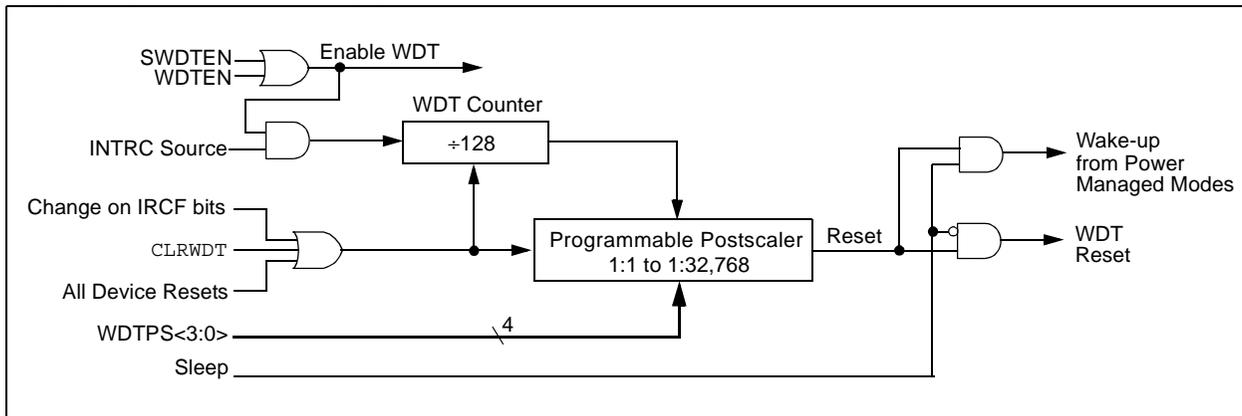 SWDTEN
WDTEN
Enable WDT
WDT Counter
INTRC Source
÷128
Wake-up
from Power
Managed Modes
Change on IRCF bits
CLRWDT
All Device Resets
Programmable Postscaler
1:1 to 1:32,768
Reset
WDT
Reset
WDTPS<3:0>
4
Sleep